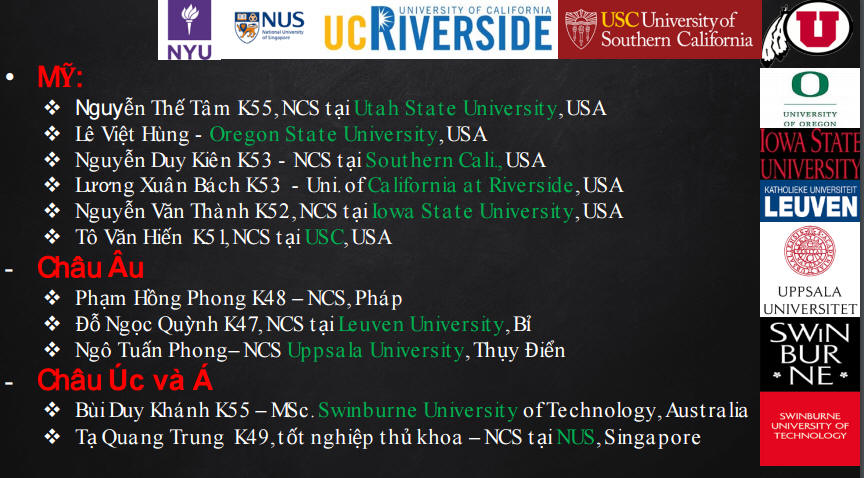 NYU
NUS
National University
of Singapore
UNIVERSITY OF CALIFORNIA
UCRIVERSIDE
USC University of
Southern California
U
O
UNIVERSITY
OF OREGON
IOWA STATE
UNIVERSITY
KATHOLIEKE UNIVERSITEIT
LEUVEN
UPPSALA
UNIVERSITET
SWIN
BUR
* NE *
SWINBURNE
UNIVERSITY OF
TECHNOLOGY
• MỸ:
❖ Nguyễn Thế Tâm K55, NCS tại Utah State University, USA
❖ Lê Việt Hùng - Oregon State University, USA
❖ Nguyễn Duy Kiên K53 - NCS tại Southern Cali., USA
❖ Lương Xuân Bách K53 - Uni. of California at Riverside, USA
❖ Nguyễn Văn Thành K52, NCS tại Iowa State University, USA
❖ Tô Văn Hiến K51, NCS tại USC, USA
- Châu Âu
❖ Phạm Hồng Phong K48 – NCS, Pháp
❖ Đỗ Ngọc Quỳnh K47, NCS tại Leuven University, Bỉ
❖ Ngô Tuấn Phong– NCS Uppsala University, Thụy Điển
- Châu Úc và Á
❖ Bùi Duy Khánh K55 – MSc. Swinburne University of Technology, Australia
❖ Tạ Quang Trung K49, tốt nghiệp thủ khoa – NCS tại NUS, Singapore